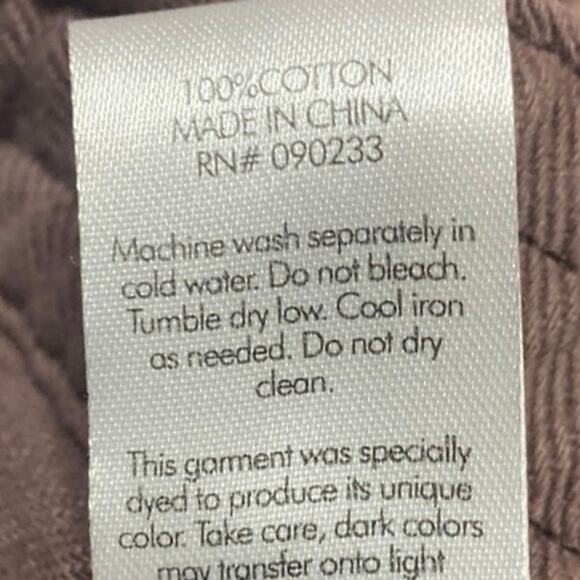 100%COTTON
MADE IN CHINA
RN# 090233
Machine wash separately in
cold water. Do not bleach.
Tumble dry low. Cool iron
as needed. Do not dry
clean.
This garment was specially
dyed to produce its unique
color. Take care, dark colors
may transfer onto light